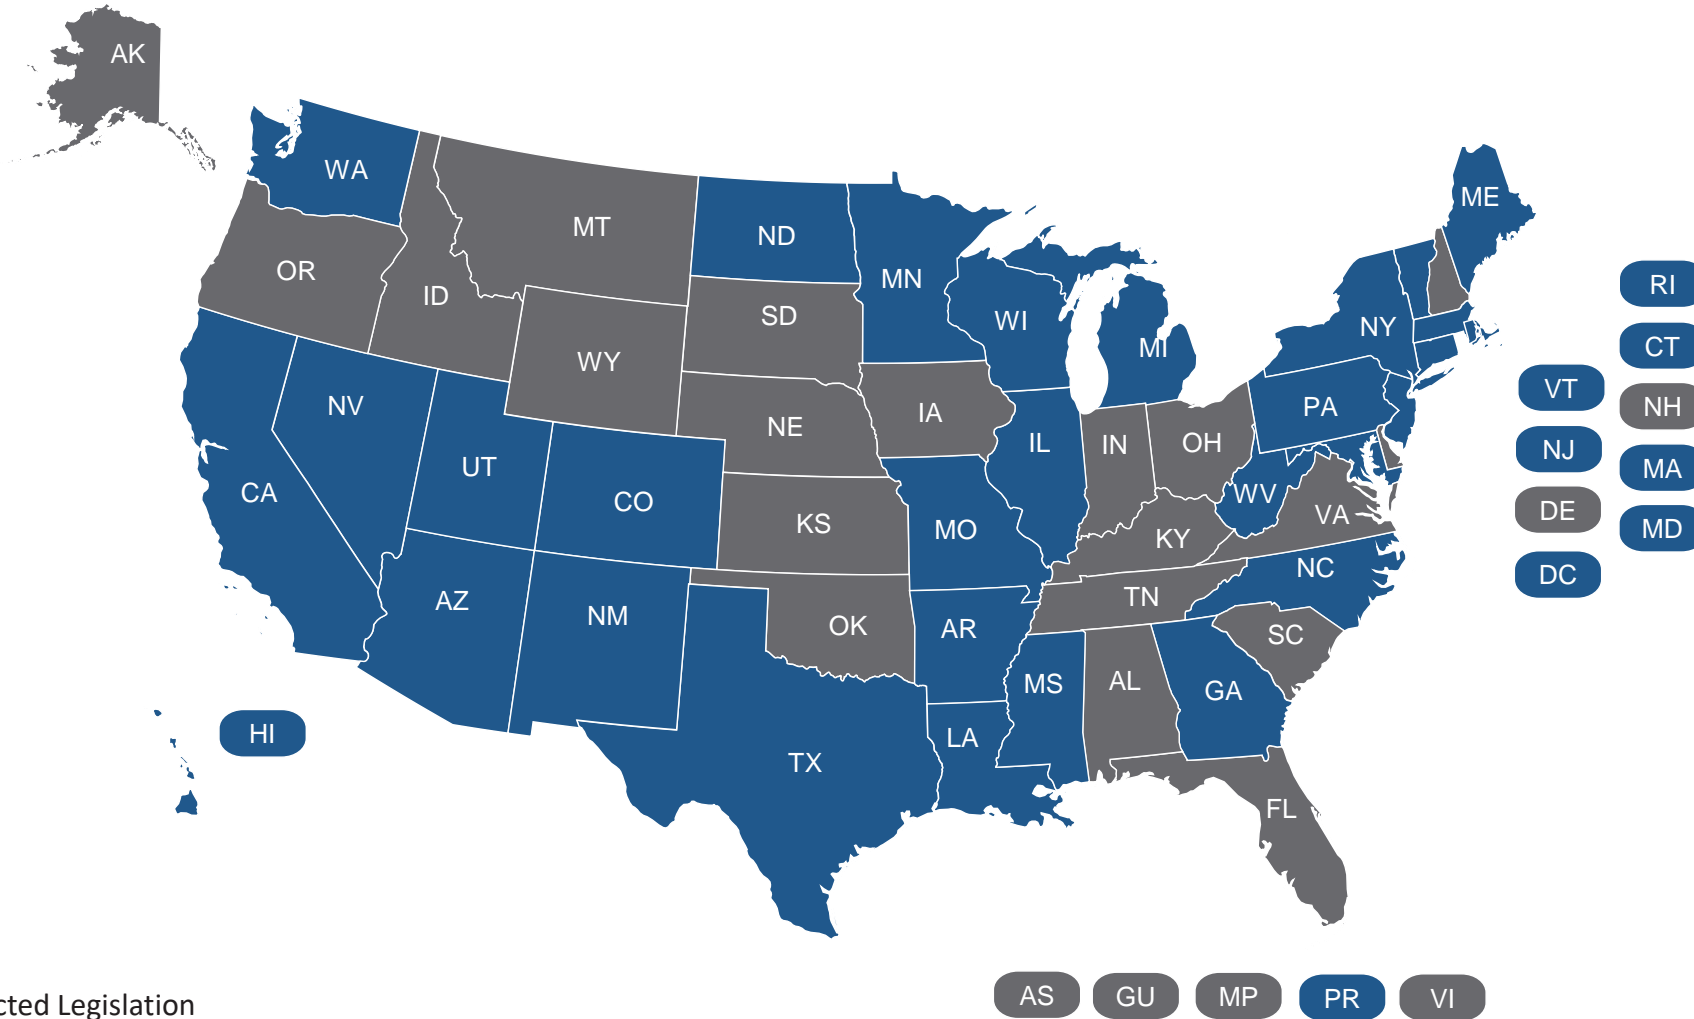 AK
WA
ME
MT
ND
OR
MN
RI
ID
SD
WI
NY
CT
MI
WY
VT
NV
PA
NH
IA
NE
IL
IN
OH
NJ
UT
MA
CA
WV
CO
DE
VA
KS
MD
MO
KY
NC
DC
AZ
TN
NM
OK
AR
SC
MS
AL
GA
HI
LA
TX
FL
AS
GU
MP
PR
VI
cted Legislation